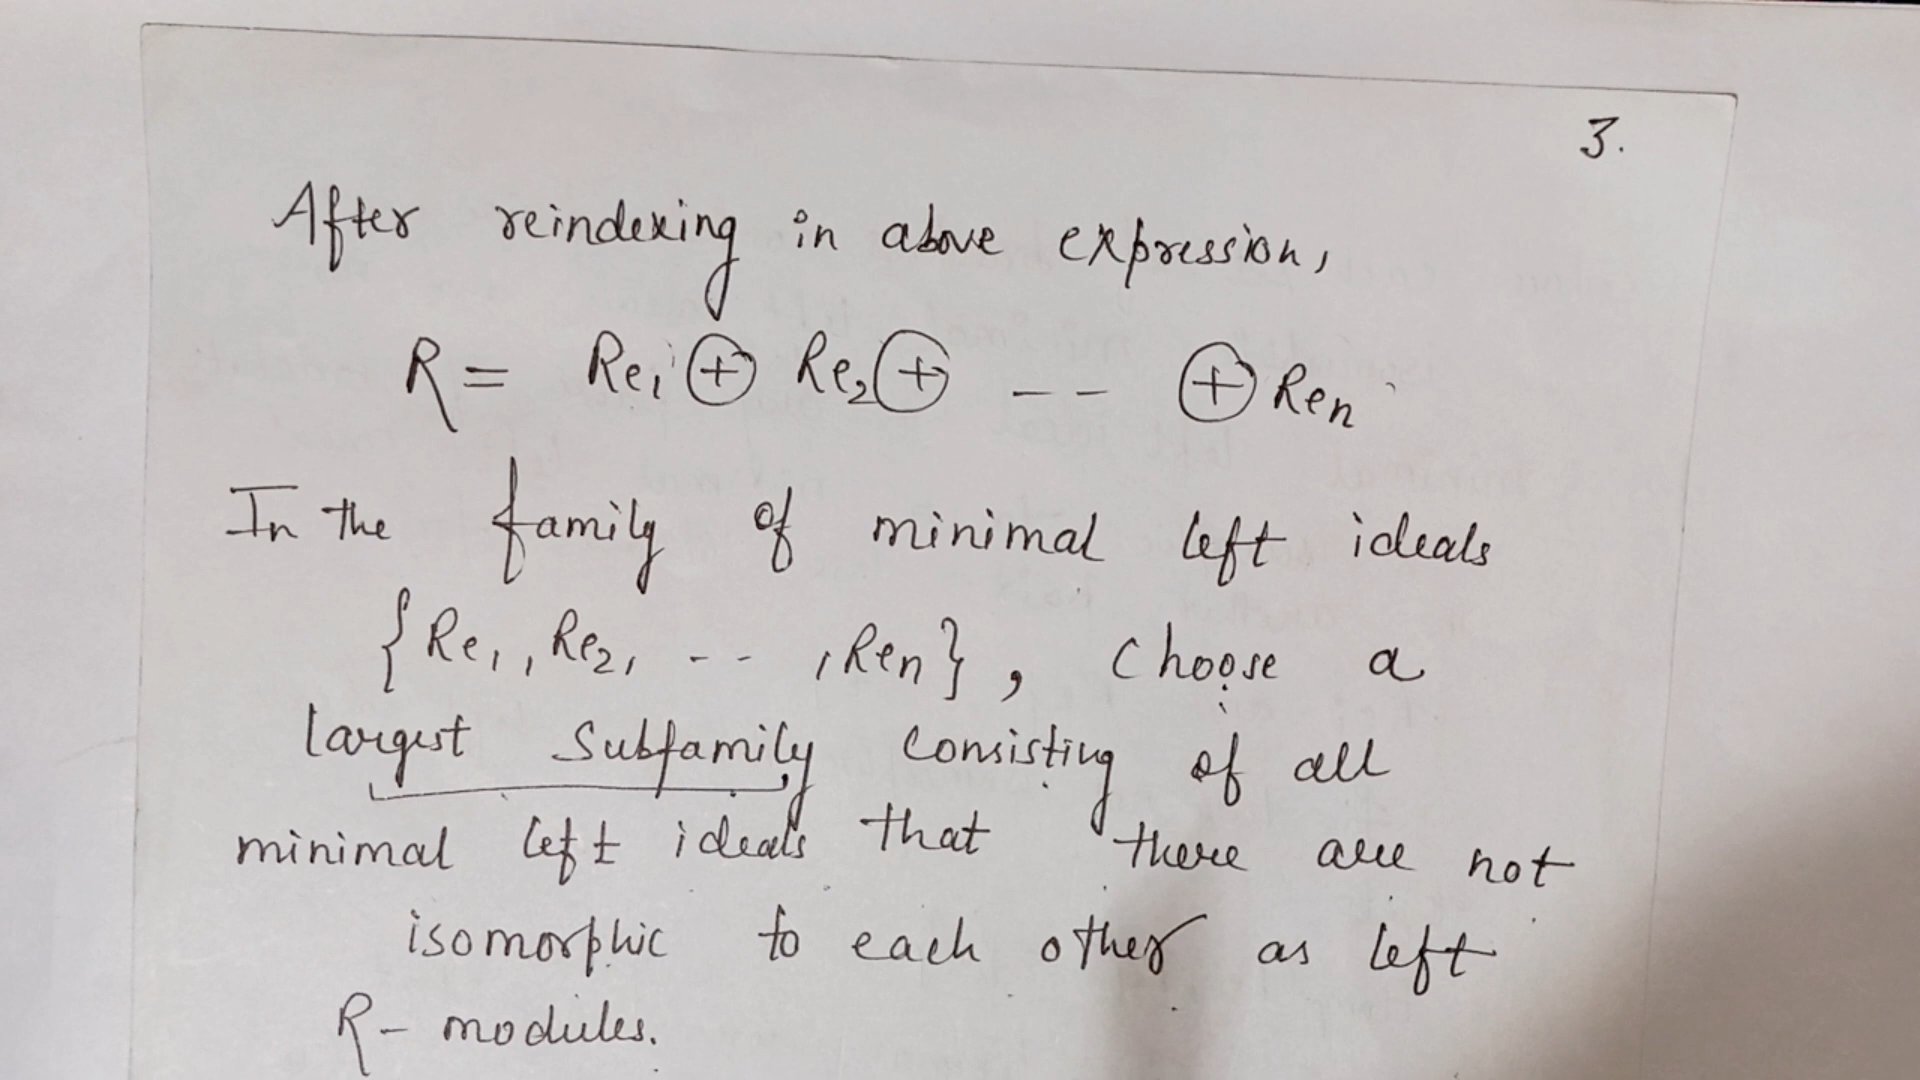 3.
After reindexing in above expression,
R = Re₁ ⊕ Re₂ ⊕ -- ⊕ Ren
In the family of minimal left ideals
{Re₁, Re₂, -- , Ren}, choose a
largest subfamily consisting of all
minimal left ideals that there are not
isomorphic to each other as left
R- modules.